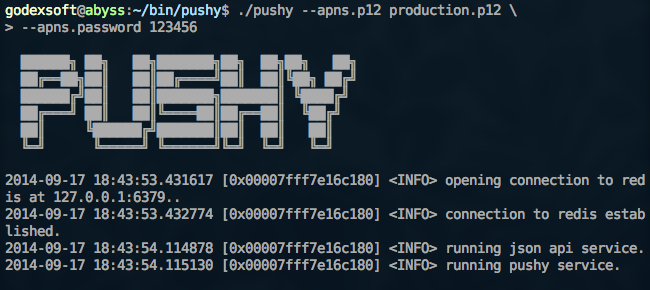 godexsoft@abyss:~/bin/pushy$ ./pushy --apns.p12 production.p12 \
> --apns.password 123456
PUSHY
2014-09-17 18:43:53.431617 [0x00007fff7e16c180] <INFO> opening connection to red
is at 127.0.0.1:6379..
2014-09-17 18:43:53.432774 [0x00007fff7e16c180] <INFO> connection to redis estab
lished.
2014-09-17 18:43:54.114878 [0x00007fff7e16c180] <INFO> running json api service.
2014-09-17 18:43:54.115130 [0x00007fff7e16c180] <INFO> running pushy service.